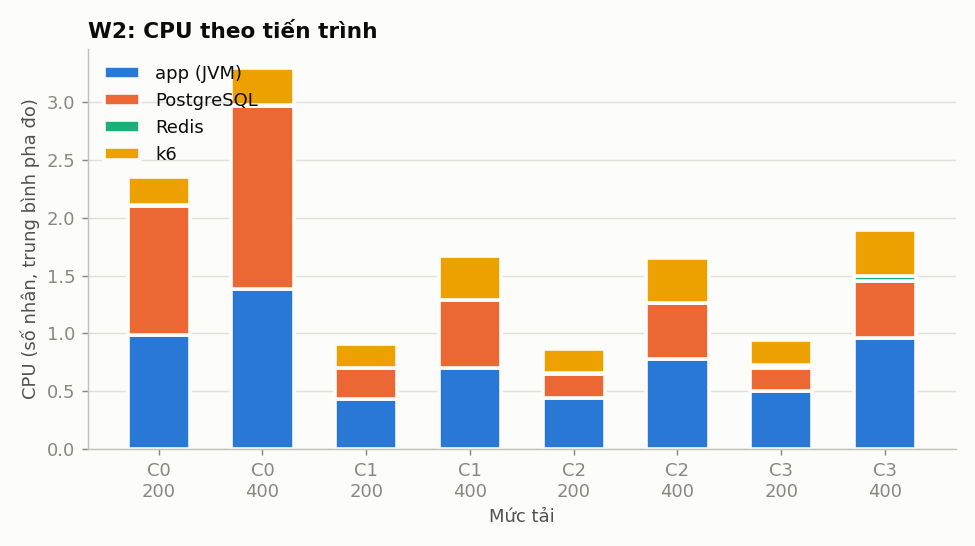 W2: CPU theo tiến trình
app (JVM)
PostgreSQL
Redis
k6
CPU (số nhân, trung bình pha đo)
3.0
2.5
2.0
1.5
1.0
0.5
0.0
C0 C0 C1 C1 C2 C2 C3 C3
200 400 200 400 200 400 200 400
Mức tải